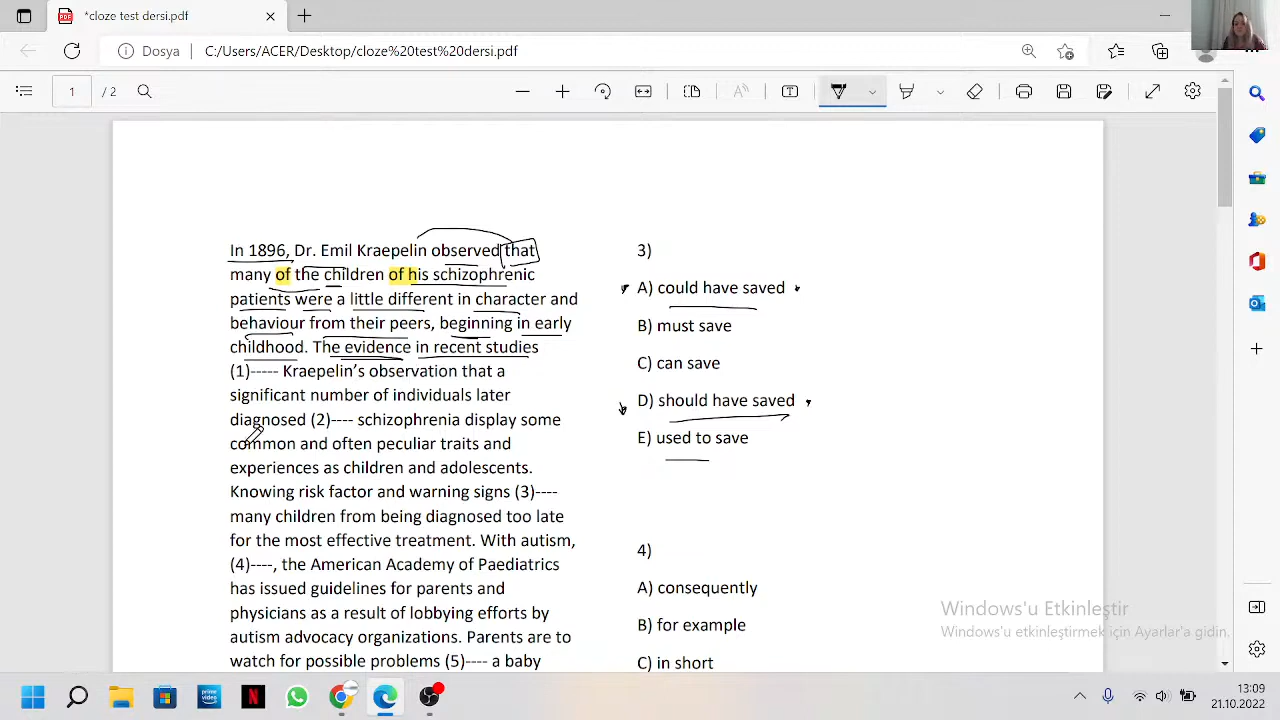 *cloze test dersi.pdf
Dosya
C:/Users/ACER/Desktop/cloze%20test%20dersi.pdf
1
/ 2
In 1896, Dr. Emil Kraepelin observed that
many of the children of his schizophrenic
patients were a little different in character and
behaviour from their peers, beginning in early
childhood. The evidence in recent studies
(1)----- Kraepelin’s observation that a
significant number of individuals later
diagnosed (2)---- schizophrenia display some
common and often peculiar traits and
experiences as children and adolescents.
Knowing risk factor and warning signs (3)----
many children from being diagnosed too late
for the most effective treatment. With autism,
(4)----, the American Academy of Paediatrics
has issued guidelines for parents and
physicians as a result of lobbying efforts by
autism advocacy organizations. Parents are to
watch for possible problems (5)---- a baby
3)
A) could have saved
B) must save
C) can save
D) should have saved
E) used to save
4)
A) consequently
B) for example
C) in short
Windows'u Etkinleştir
Windows'u etkinleştirmek için Ayarlar'a gidin.
13:09
21.10.2022